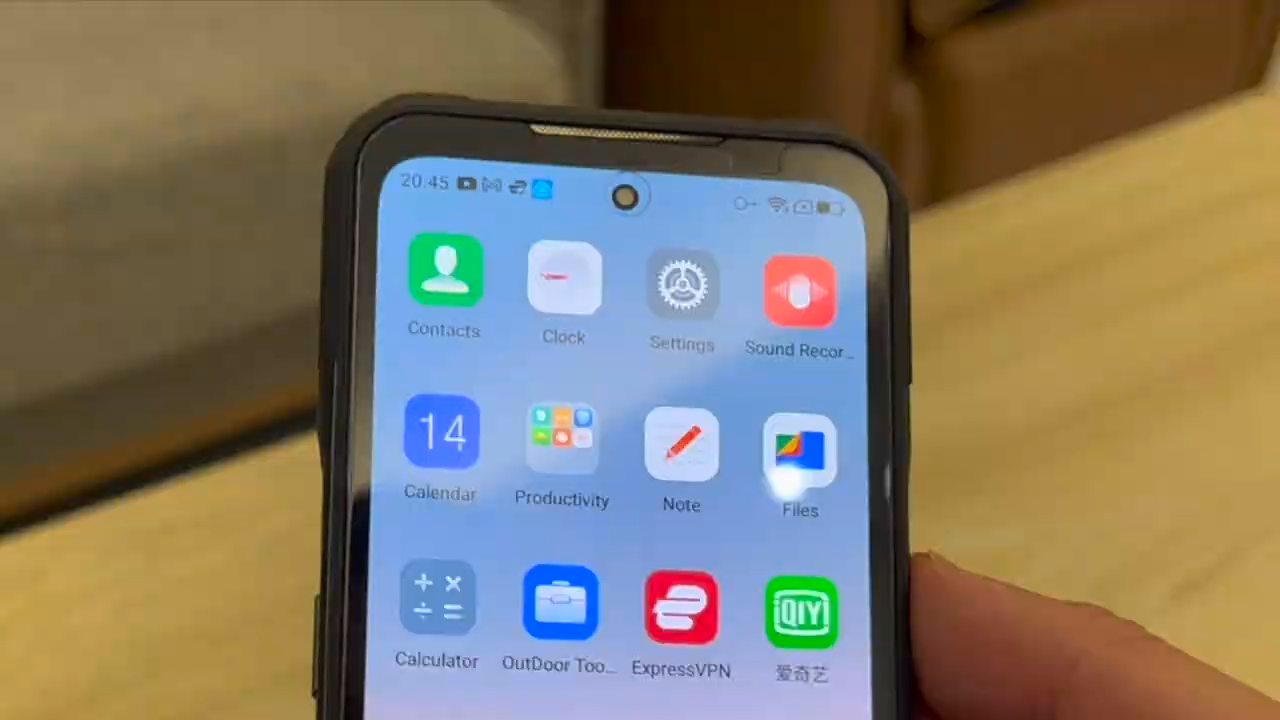 20.45
Contacts
Clock
Settings
Sound Recor...
14
Calendar
Productivity
Note
Files
Calculator
OutDoor Too...
ExpressVPN
iQIYI
爱奇艺